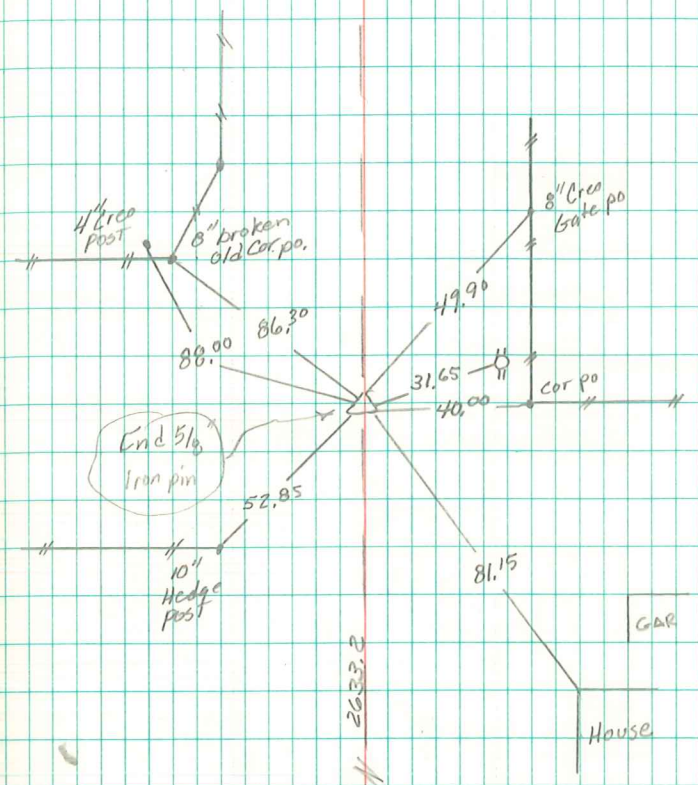 4" Creo
post
8" broken
old Cor. po.
8" Creo
Gate po
86.30
88.00
49.90
31.65
40.00
cor po
End 5/8"
Iron pin
52.85
10"
Hedge
post
81.15
GAR
2633.2
House